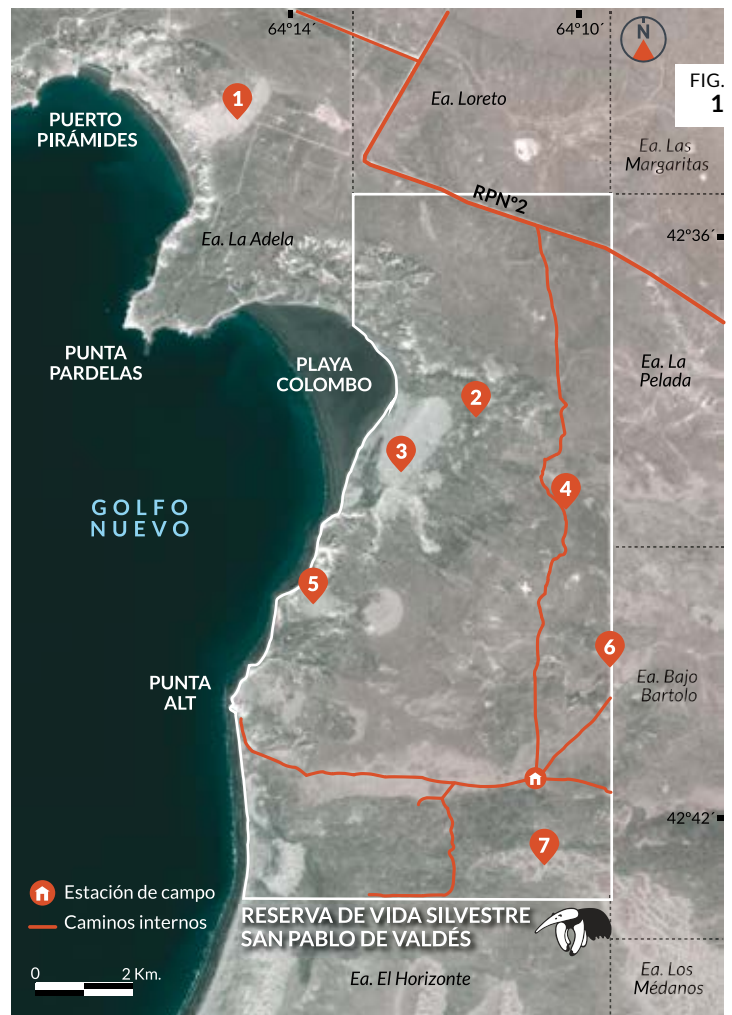 64°14´
64°10´
N
FIG.
1
1
Ea. Loreto
PUERTO
PIRÁMIDES
Ea. Las
Margaritas
RPNº2
Ea. La Adela
42°36´
PUNTA
PARDELAS
PLAYA
COLOMBO
Ea. La
Pelada
2
3
4
GOLFO
NUEVO
5
6
PUNTA
ALT
Ea. Bajo
Bartolo
42°42´
7
Estación de campo
Caminos internos
RESERVA DE VIDA SILVESTRE
SAN PABLO DE VALDÉS
0
2 Km.
Ea. El Horizonte
Ea. Los
Médanos